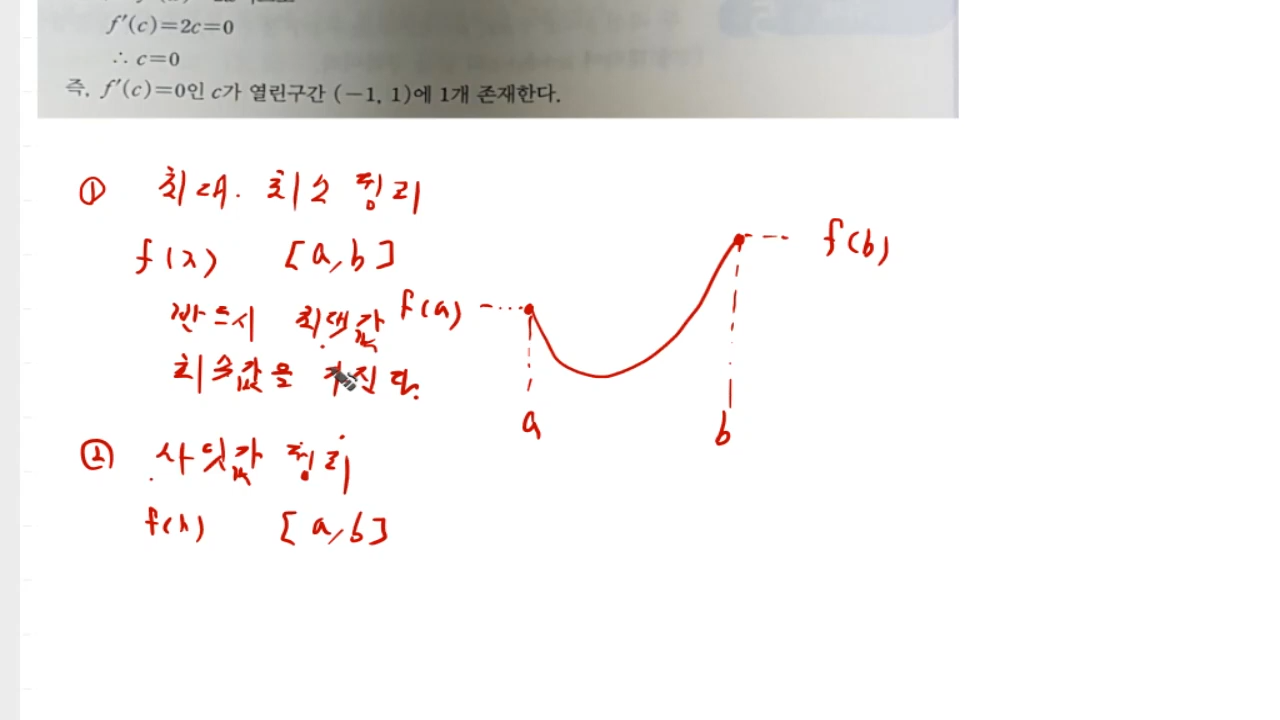 f′(c)=2c=0
∴ c=0
즉, f′(c)=0인 c가 열린구간 (−1, 1)에 1개 존재한다.
① 최대. 최소 정리
f(x) [a, b]
반드시 최댓값
최솟값을 가진다.
f(a)
f(b)
a
b
② 사잇값 정리
f(x) [a, b]